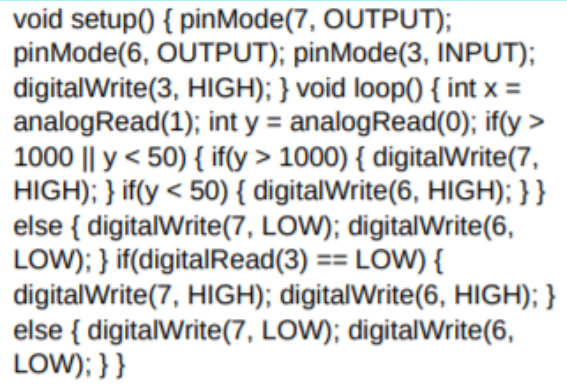 void setup() { pinMode(7, OUTPUT);
pinMode(6, OUTPUT); pinMode(3, INPUT);
digitalWrite(3, HIGH); } void loop() { int x =
analogRead(1); int y = analogRead(0); if(y >
1000 || y < 50) { if(y > 1000) { digitalWrite(7,
HIGH); } if(y < 50) { digitalWrite(6, HIGH); } }
else { digitalWrite(7, LOW); digitalWrite(6,
LOW); } if(digitalRead(3) == LOW) {
digitalWrite(7, HIGH); digitalWrite(6, HIGH); }
else { digitalWrite(7, LOW); digitalWrite(6,
LOW); } }